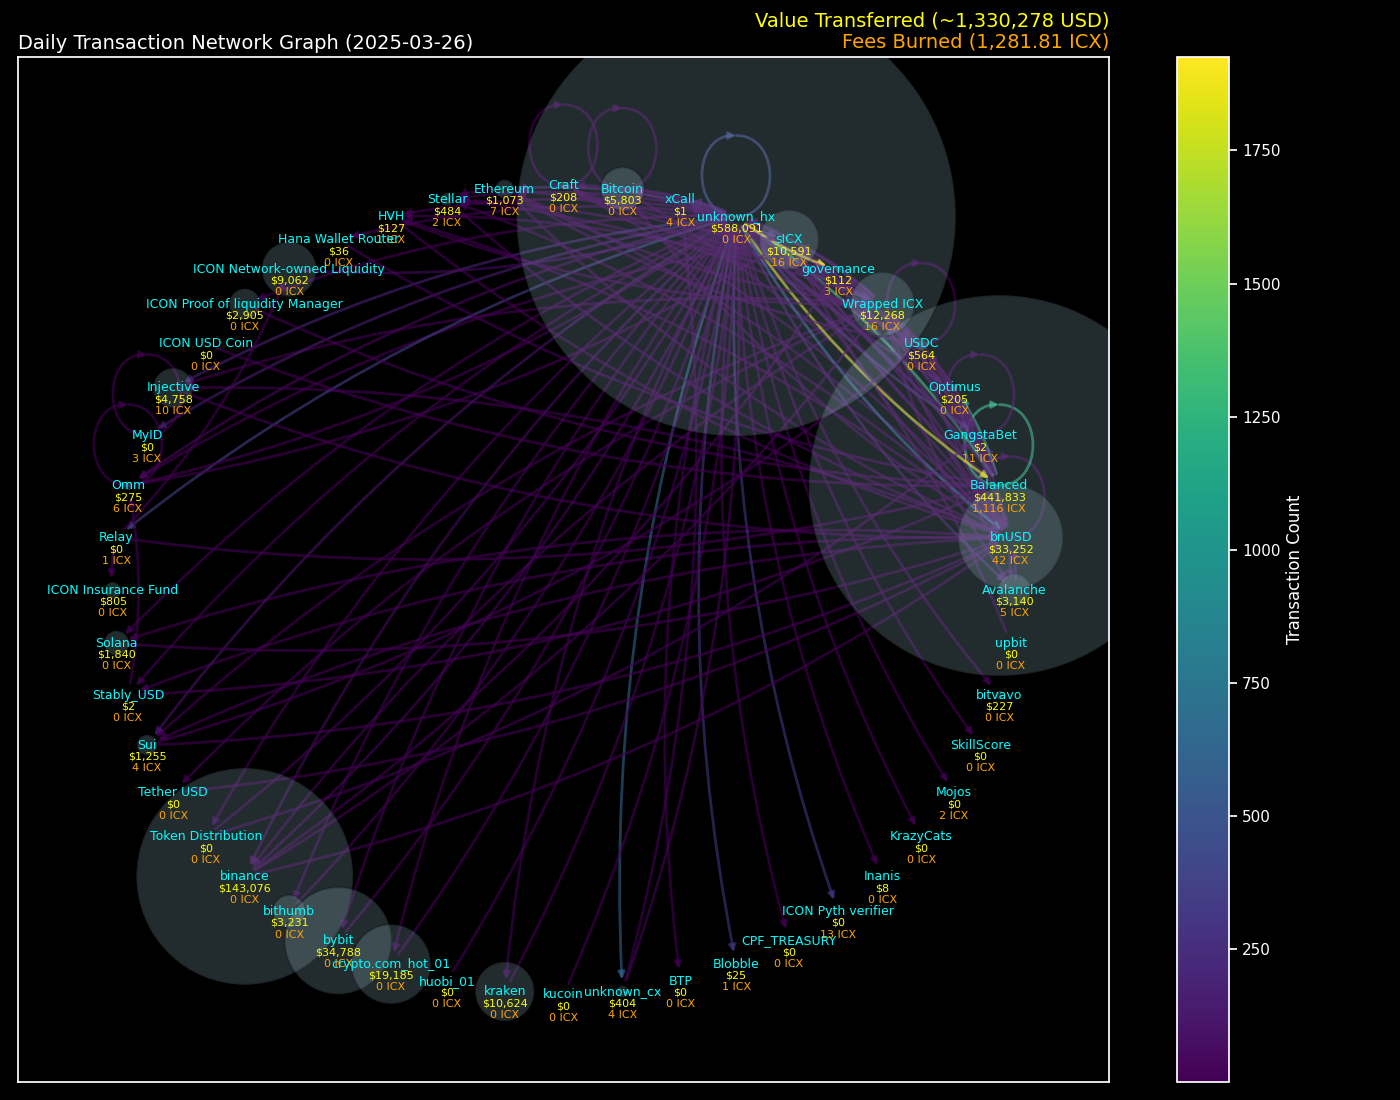 Value Transferred (~1,330,278 USD)
Daily Transaction Network Graph (2025-03-26)
Fees Burned (1,281.81 ICX)
Craft
$208
0 ICX
Bitcoin
$5,803
0 ICX
Ethereum
$1,073
7 ICX
Stellar
$484
2 ICX
xCall
$1
4 ICX
HVH
$127
unknown_hx
$588,091
0 ICX
Hana Wallet Router
$36
0 ICX
sICX
$10,591
16 ICX
ICON Network-owned Liquidity
$9,062
0 ICX
governance
$112
3 ICX
ICON Proof of liquidity Manager
$2,905
0 ICX
Wrapped ICX
$12,268
16 ICX
ICON USD Coin
$0
0 ICX
USDC
$564
0 ICX
Injective
$4,758
10 ICX
Optimus
$205
0 ICX
MyID
$0
3 ICX
GangstaBet
$2
11 ICX
Omm
$275
6 ICX
Balanced
$441,833
1,116 ICX
Relay
$0
1 ICX
bnUSD
$33,252
42 ICX
ICON Insurance Fund
$805
0 ICX
Avalanche
$3,140
5 ICX
Solana
$1,840
0 ICX
upbit
$0
0 ICX
Stably_USD
$2
0 ICX
bitvavo
$227
0 ICX
Sui
$1,255
4 ICX
SkillScore
$0
0 ICX
Tether USD
$0
0 ICX
Mojos
$0
2 ICX
Token Distribution
$0
0 ICX
KrazyCats
$0
0 ICX
binance
$143,076
0 ICX
Inanis
$8
0 ICX
bithumb
$3,231
0 ICX
ICON Pyth verifier
$0
13 ICX
bybit
$34,788
0 ICX
CPF_TREASURY
$0
0 ICX
crypto.com_hot_01
$19,185
0 ICX
Blobble
$25
1 ICX
huobi_01
$0
0 ICX
BTP
$0
0 ICX
kraken
$10,624
0 ICX
kucoin
$0
0 ICX
unknown_cx
$404
4 ICX
1750
1500
1250
1000
750
500
250
Transaction Count